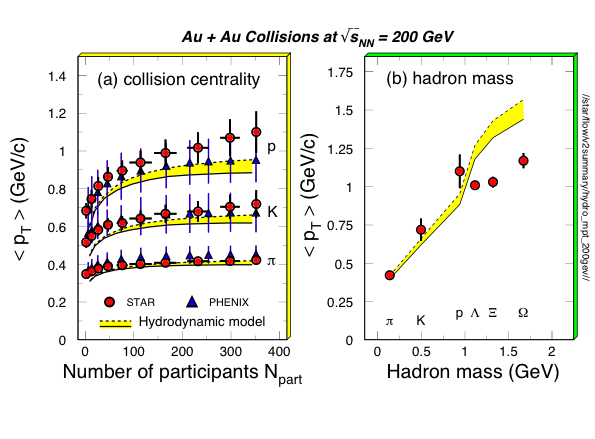 Au + Au Collisions at √s_NN = 200 GeV
(a) collision centrality
(b) hadron mass
< p_T > (GeV/c)
1.4
1.2
1
0.8
0.6
0.4
0.2
0
p
K
π
STAR PHENIX
Hydrodynamic model
0 100 200 300 400
Number of participants N_part
< p_T > (GeV/c)
1.75
1.5
1.25
1
0.75
0.5
0.25
0
π K p Λ Ξ Ω
0 0.5 1 1.5 2
Hadron mass (GeV)
//star/flow/v2summary/hydro_mpt_200gev//